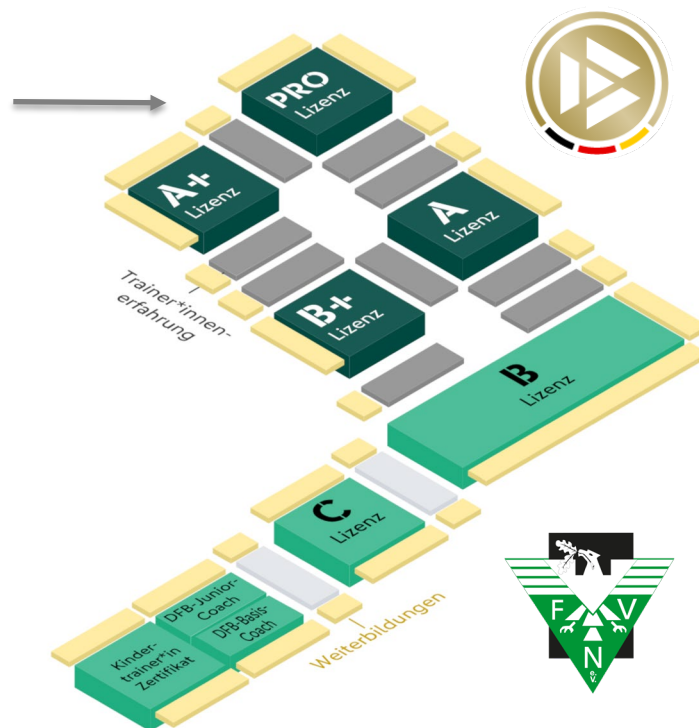 PRO
Lizenz
A+
Lizenz
A
Lizenz
Trainer*innen-
erfahrung
B+
Lizenz
B
Lizenz
C
Lizenz
DFB-Junior-
Coach
DFB-Basis-
Coach
Kinder-
trainer*in
Zertifikat
Weiterbildungen
F V
N
e.V.